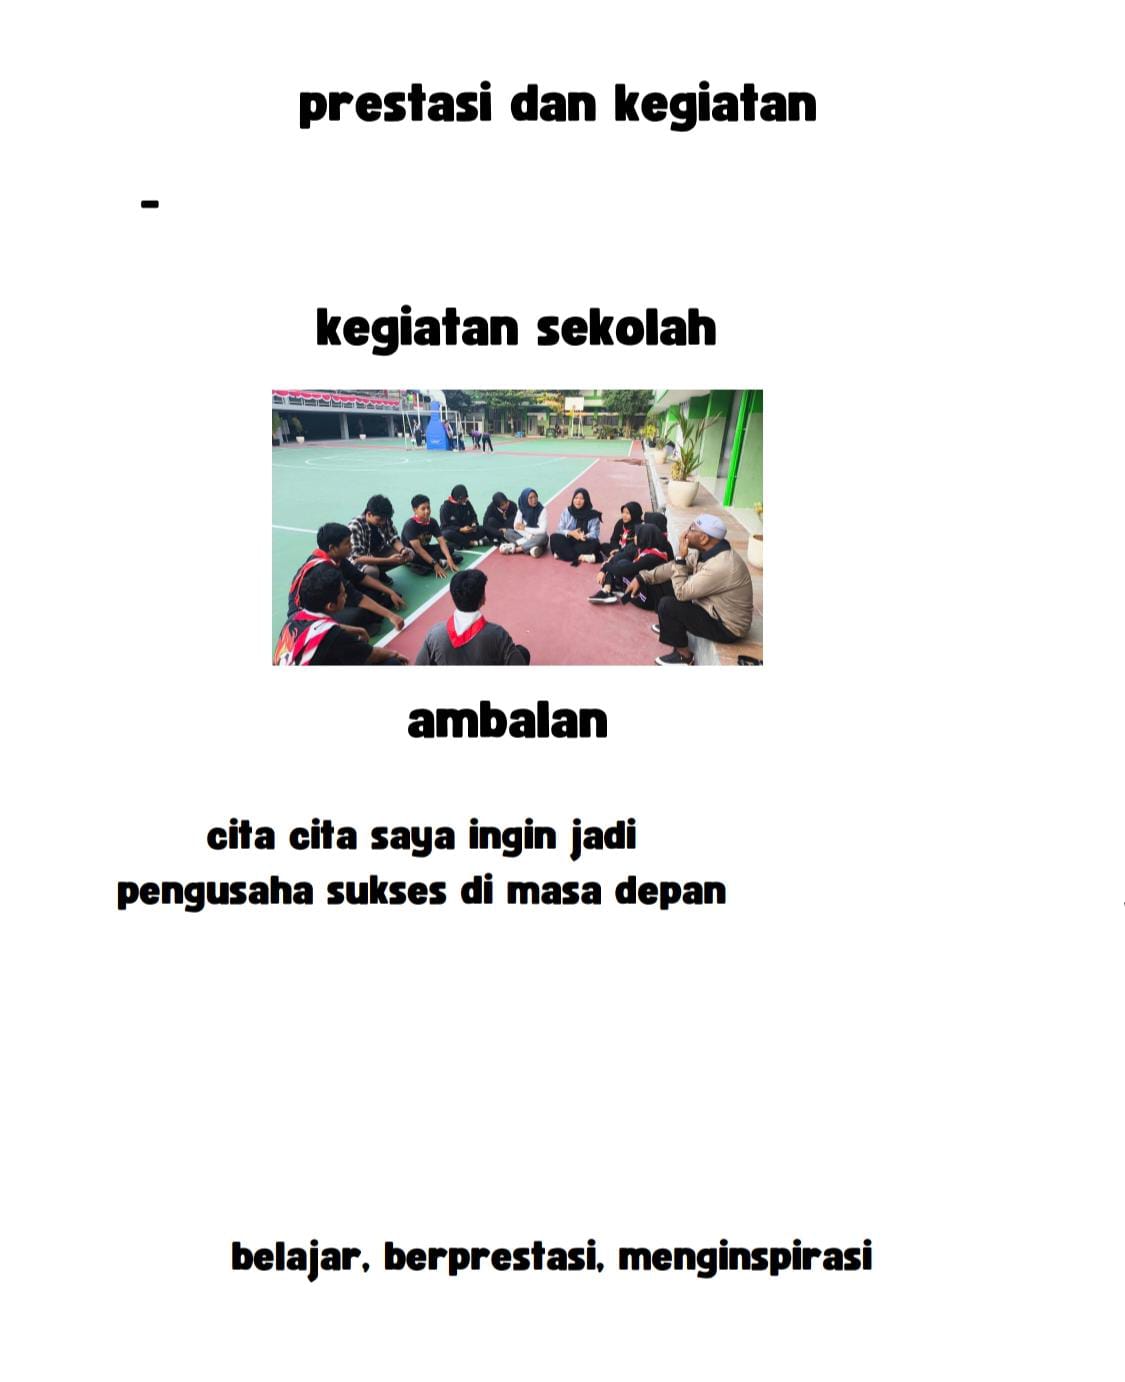 prestasi dan kegiatan
-
kegiatan sekolah
ambalan
cita cita saya ingin jadi
pengusaha sukses di masa depan
belajar, berprestasi, menginspirasi